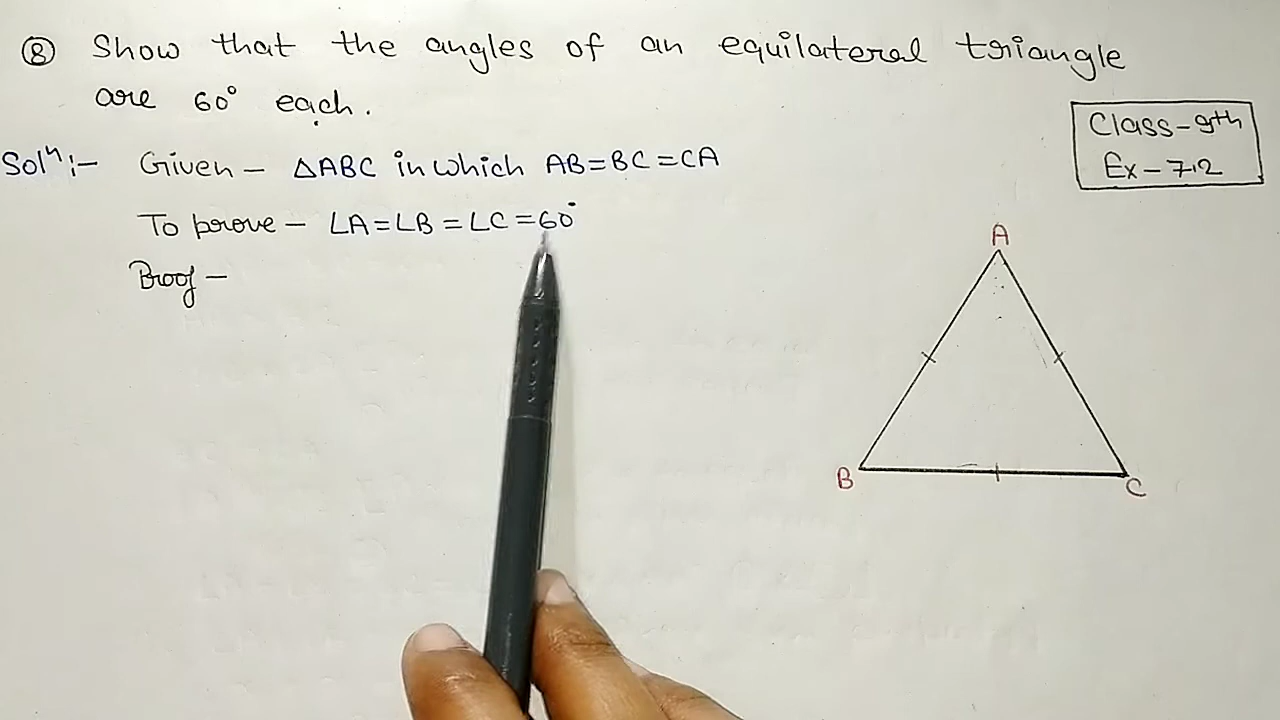 ⑧ Show that the angles of an equilateral triangle
are 60° each.
Class-9th
Ex-7.2
Solⁿ:- Given - △ABC in which AB=BC=CA
To prove - ∠A=∠B=∠C=60°
Proof -
A
B
C